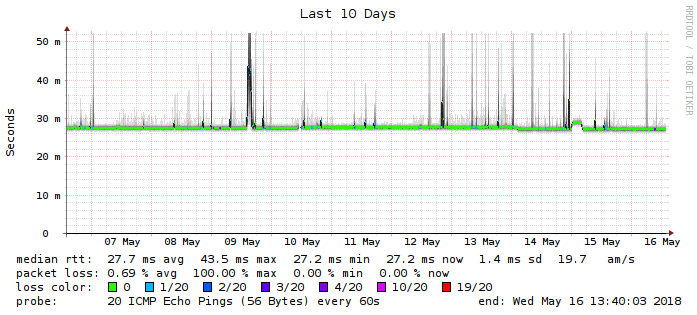 Last 10 Days
RRDTOOL / TOBI OETIKER
Seconds
50 m
40 m
30 m
20 m
10 m
0
07 May 08 May 09 May 10 May 11 May 12 May 13 May 14 May 15 May 16 May
median rtt: 27.7 ms avg 43.5 ms max 27.2 ms min 27.2 ms now 1.4 ms sd 19.7 am/s
packet loss: 0.69 % avg 100.00 % max 0.00 % min 0.00 % now
loss color: 0 1/20 2/20 3/20 4/20 10/20 19/20
probe: 20 ICMP Echo Pings (56 Bytes) every 60s end: Wed May 16 13:40:03 2018